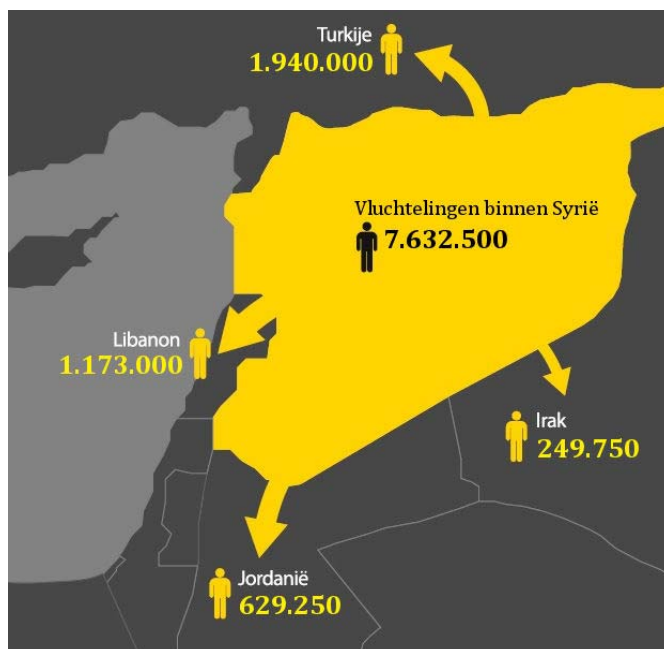 Turkije
1.940.000
Vluchtelingen binnen Syrië
7.632.500
Libanon
1.173.000
Irak
249.750
Jordanië
629.250